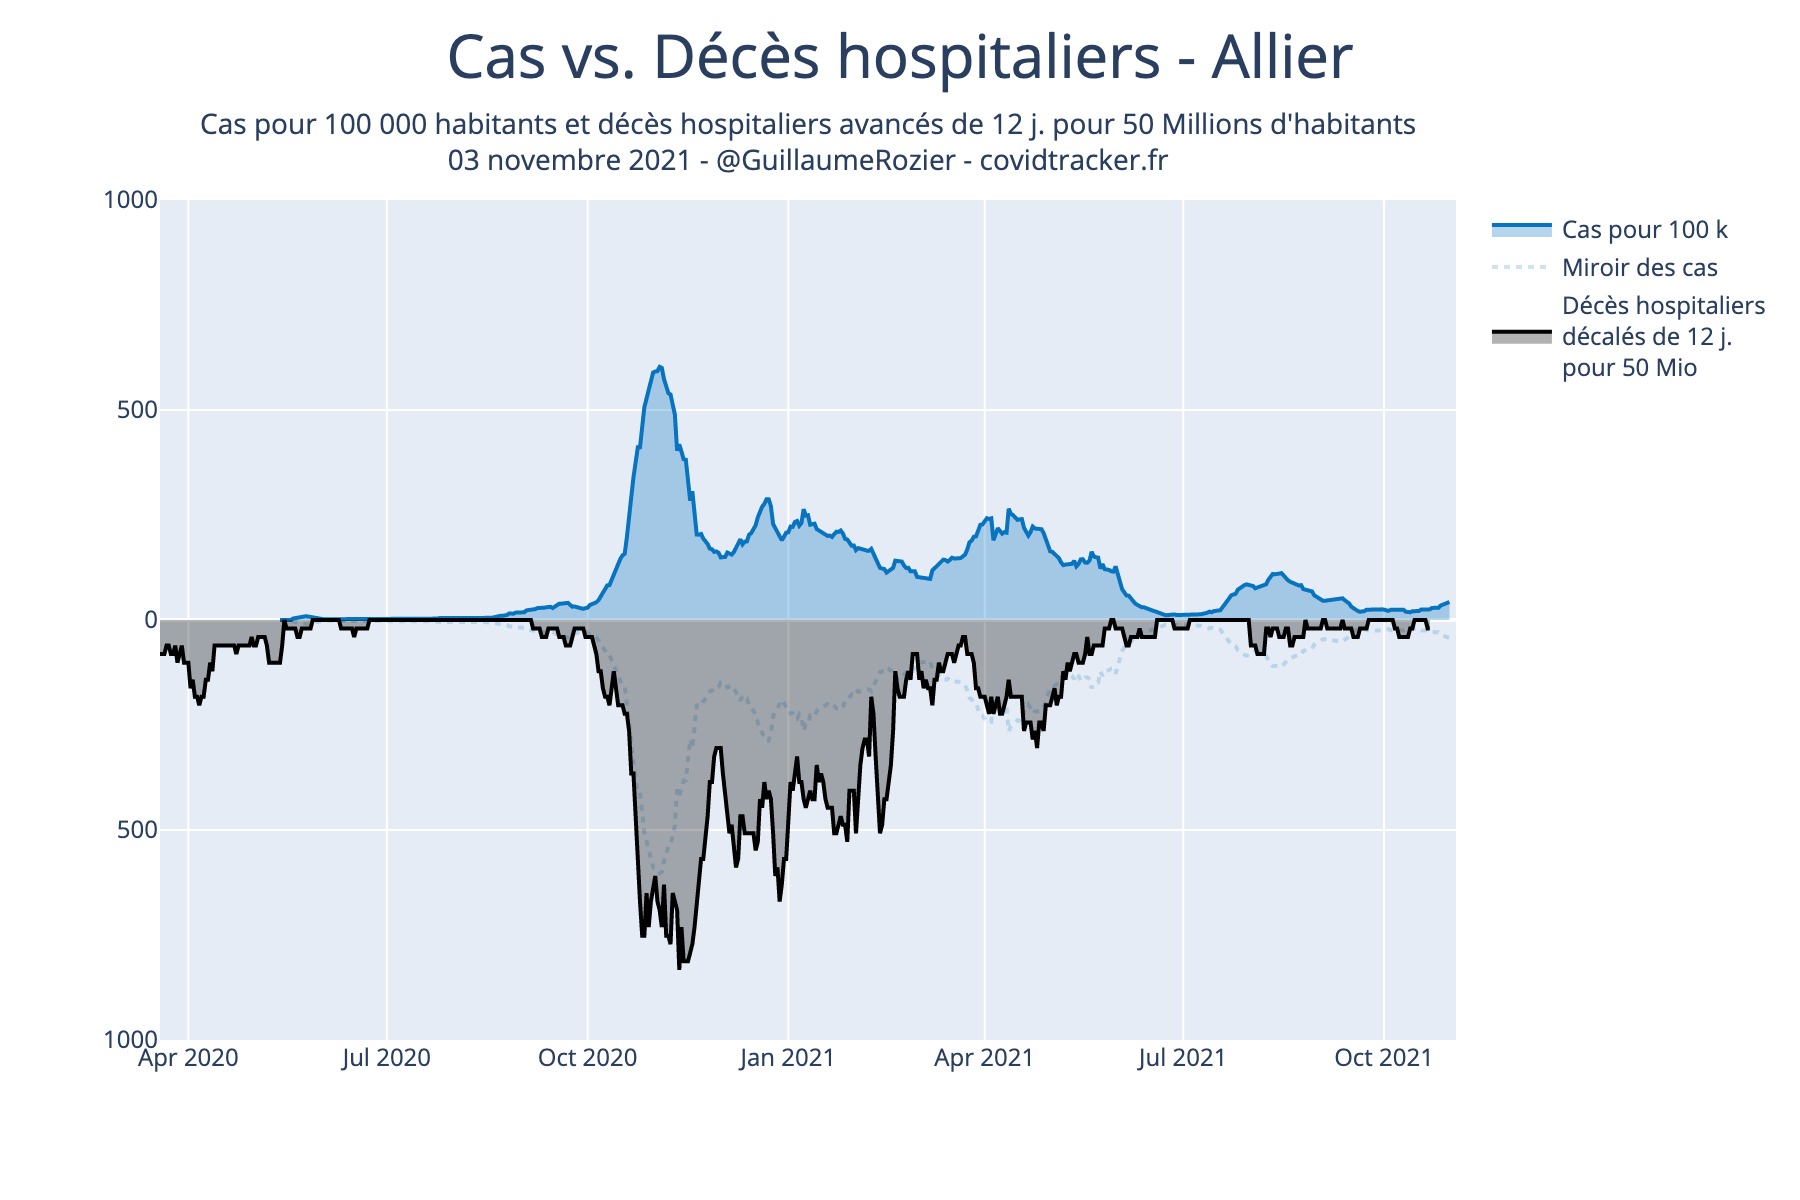 Cas vs. Décès hospitaliers - Allier
Cas pour 100 000 habitants et décès hospitaliers avancés de 12 j. pour 50 Millions d'habitants
03 novembre 2021 - @GuillaumeRozier - covidtracker.fr
1000
500
0
500
1000
Apr 2020
Jul 2020
Oct 2020
Jan 2021
Apr 2021
Jul 2021
Oct 2021
Cas pour 100 k
Miroir des cas
Décès hospitaliers
décalés de 12 j.
pour 50 Mio